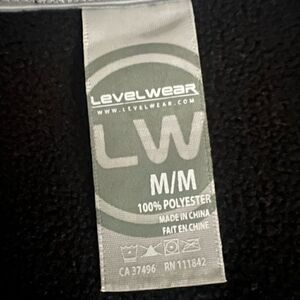 LEVELWEAR
WWW.LEVELWEAR.COM
LW
M/M
100% POLYESTER
MADE IN CHINA
FAIT EN CHINE
CA 37496 RN 111842